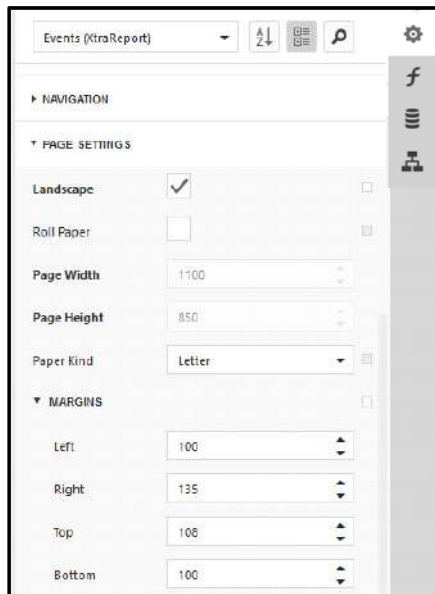 Events (XtraReport)
NAVIGATION
PAGE SETTINGS
Landscape
Roll Paper
Page Width 1100
Page Height 850
Paper Kind Letter
MARGINS
Left 100
Right 135
Top 108
Bottom 100